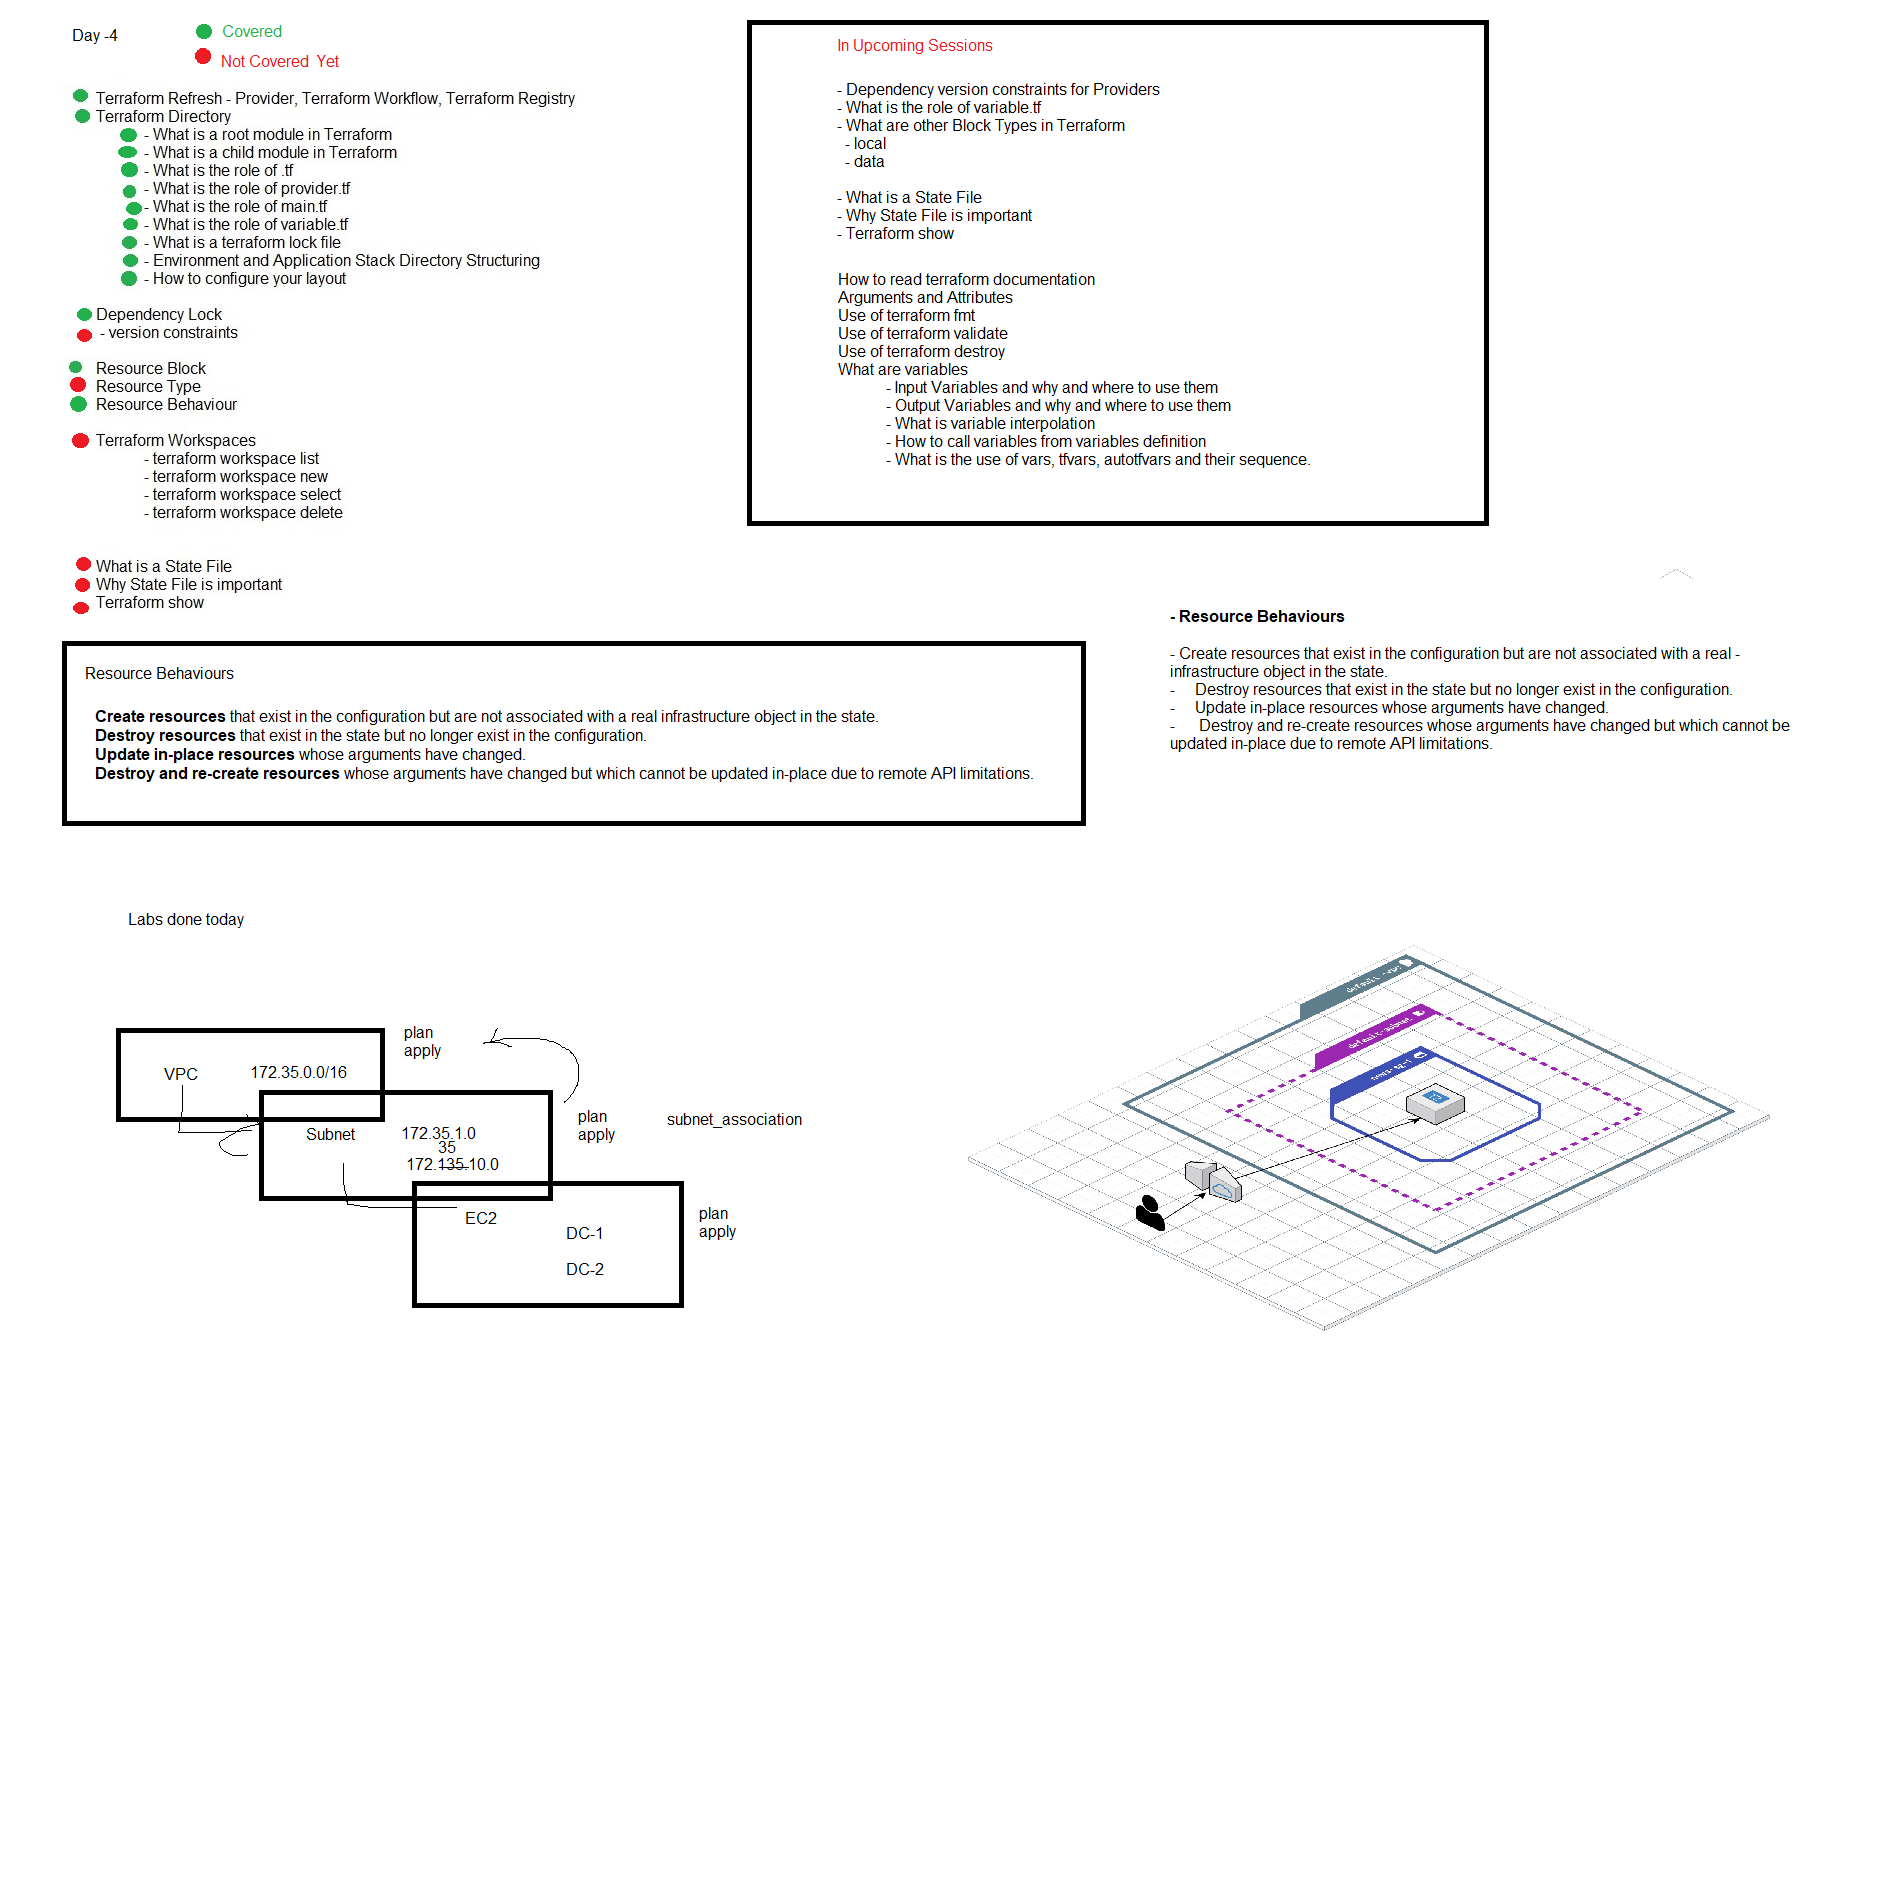 Day -4
Covered
Not Covered  Yet
Terraform Refresh - Provider, Terraform Workflow, Terraform Registry
Terraform Directory
- What is a root module in Terraform
- What is a child module in Terraform
- What is the role of .tf
- What is the role of provider.tf
- What is the role of main.tf
- What is the role of variable.tf
- What is a terraform lock file
- Environment and Application Stack Directory Structuring
- How to configure your layout
Dependency Lock
- version constraints
Resource Block
Resource Type
Resource Behaviour
Terraform Workspaces
- terraform workspace list
- terraform workspace new
- terraform workspace select
- terraform workspace delete
What is a State File
Why State File is important
Terraform show
In Upcoming Sessions
- Dependency version constraints for Providers
- What is the role of variable.tf
- What are other Block Types in Terraform
- local
- data
- What is a State File
- Why State File is important
- Terraform show
How to read terraform documentation
Arguments and Attributes
Use of terraform fmt
Use of terraform validate
Use of terraform destroy
What are variables
- Input Variables and why and where to use them
- Output Variables and why and where to use them
- What is variable interpolation
- How to call variables from variables definition
- What is the use of vars, tfvars, autotfvars and their sequence.
Resource Behaviours
Create resources that exist in the configuration but are not associated with a real infrastructure object in the state.
Destroy resources that exist in the state but no longer exist in the configuration.
Update in-place resources whose arguments have changed.
Destroy and re-create resources whose arguments have changed but which cannot be updated in-place due to remote API limitations.
- Resource Behaviours
- Create resources that exist in the configuration but are not associated with a real -
infrastructure object in the state.
- Destroy resources that exist in the state but no longer exist in the configuration.
- Update in-place resources whose arguments have changed.
- Destroy and re-create resources whose arguments have changed but which cannot be
updated in-place due to remote API limitations.
Labs done today
VPC 172.35.0.0/16
plan
apply
Subnet 172.35.1.0
35
172.135.10.0
plan
apply
subnet_association
EC2
DC-1
DC-2
plan
apply
default-vpc
default-subnet